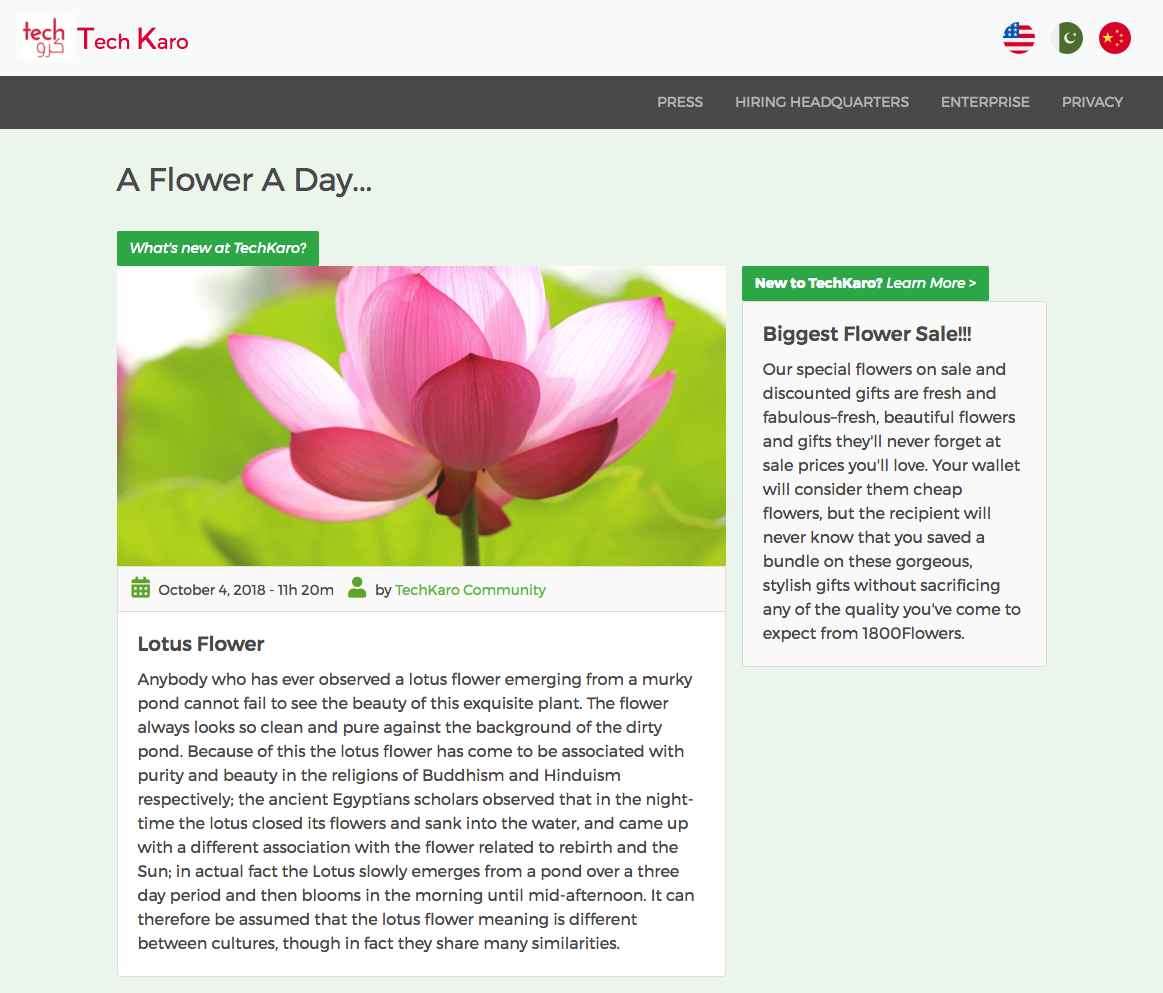 tech
کرو
Tech Karo
PRESS
HIRING HEADQUARTERS
ENTERPRISE
PRIVACY
A Flower A Day...
What's new at TechKaro?
October 4, 2018 - 11h 20m
by TechKaro Community
Lotus Flower
Anybody who has ever observed a lotus flower emerging from a murky
pond cannot fail to see the beauty of this exquisite plant. The flower
always looks so clean and pure against the background of the dirty
pond. Because of this the lotus flower has come to be associated with
purity and beauty in the religions of Buddhism and Hinduism
respectively; the ancient Egyptians scholars observed that in the night-
time the lotus closed its flowers and sank into the water, and came up
with a different association with the flower related to rebirth and the
Sun; in actual fact the Lotus slowly emerges from a pond over a three
day period and then blooms in the morning until mid-afternoon. It can
therefore be assumed that the lotus flower meaning is different
between cultures, though in fact they share many similarities.
New to TechKaro? Learn More >
Biggest Flower Sale!!!
Our special flowers on sale and
discounted gifts are fresh and
fabulous–fresh, beautiful flowers
and gifts they'll never forget at
sale prices you'll love. Your wallet
will consider them cheap
flowers, but the recipient will
never know that you saved a
bundle on these gorgeous,
stylish gifts without sacrificing
any of the quality you've come to
expect from 1800Flowers.